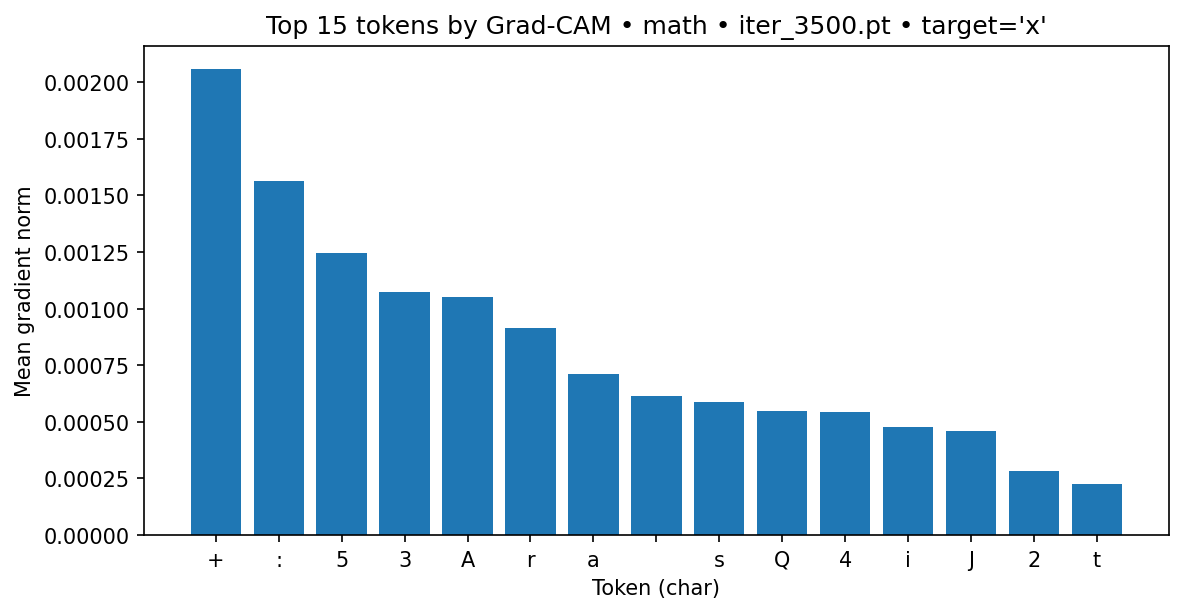 Top 15 tokens by Grad-CAM • math • iter_3500.pt • target='x'
Mean gradient norm
0.00200
0.00175
0.00150
0.00125
0.00100
0.00075
0.00050
0.00025
0.00000
+ : 5 3 A r a s Q 4 i J 2 t
Token (char)